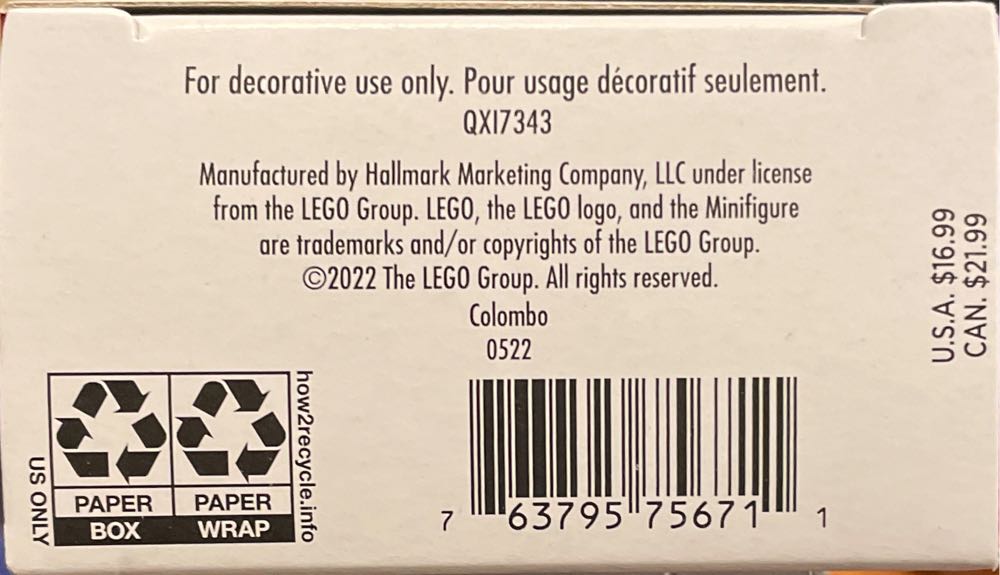 For decorative use only. Pour usage décoratif seulement.
QXI7343
Manufactured by Hallmark Marketing Company, LLC under license
from the LEGO Group. LEGO, the LEGO logo, and the Minifigure
are trademarks and/or copyrights of the LEGO Group.
©2022 The LEGO Group. All rights reserved.
Colombo
0522
U.S.A. $16.99
CAN. $21.99
US ONLY
PAPER
BOX
PAPER
WRAP
how2recycle.info
7 63795 75671 1